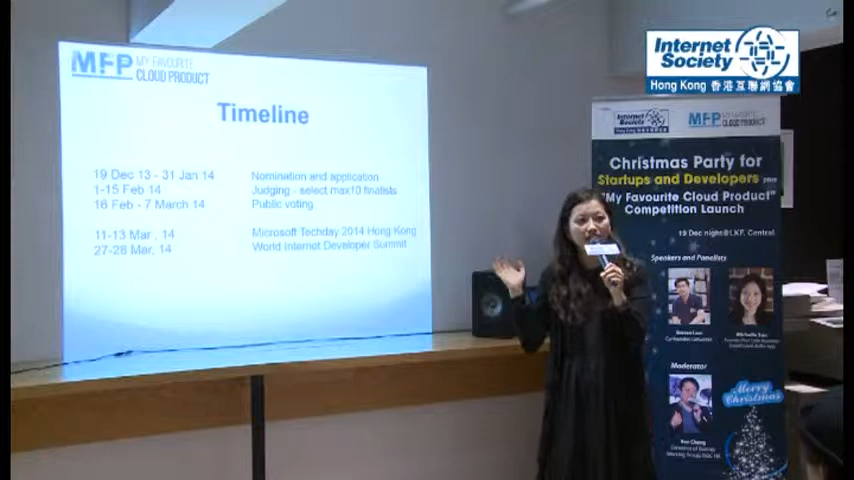 MFP MY FAVOURITE
CLOUD PRODUCT
Timeline
19 Dec 13 - 31 Jan 14 Nomination and application
1-15 Feb 14 Judging - select max10 finalists
16 Feb - 7 March 14 Public voting
11-13 Mar , 14 Microsoft Techday 2014 Hong Kong
27-28 Mar, 14 World Internet Developer Summit
Internet
Society
Hong Kong 香港互聯網協會
Internet
Society
MFP MY FAVOURITE
CLOUD PRODUCT
Christmas Party for
Startups and Developers
"My Favourite Cloud Product"
Competition Launch
19 Dec night@LKF, Central
Speakers and Panelists
Moderator
Merry
Christmas